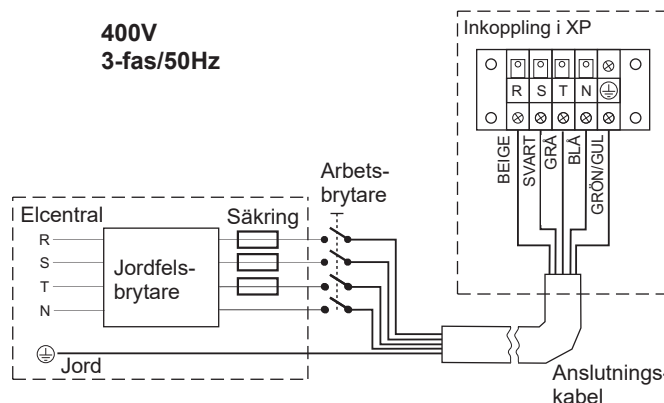 400V
3-fas/50Hz
Inkoppling i XP
R S T N
BEIGE
SVART
GRÅ
BLÅ
GRÖN/GUL
Arbets-
brytare
Elcentral
Säkring
R
S
T
N
Jordfels-
brytare
Jord
Anslutnings-
kabel